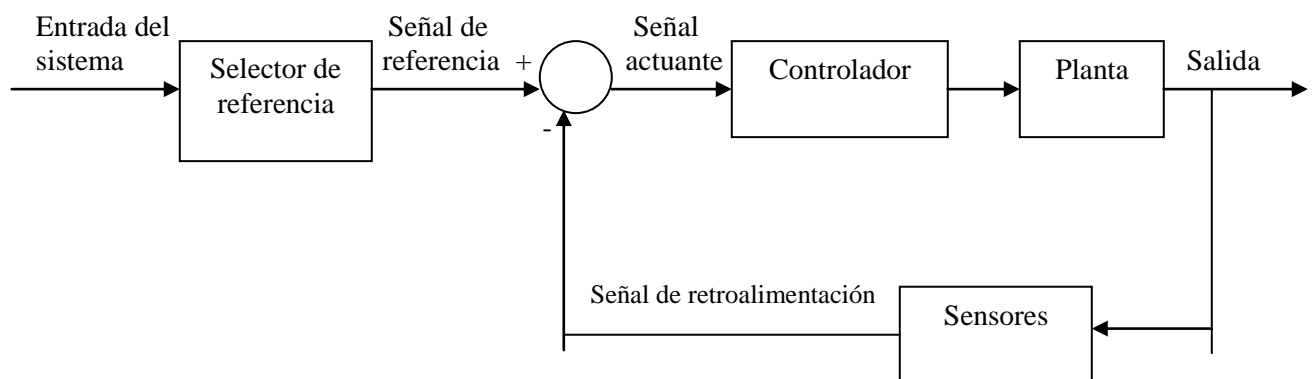 Entrada del
sistema
Selector de
referencia
Señal de
referencia
+
-
Señal
actuante
Controlador
Planta
Salida
Señal de retroalimentación
Sensores